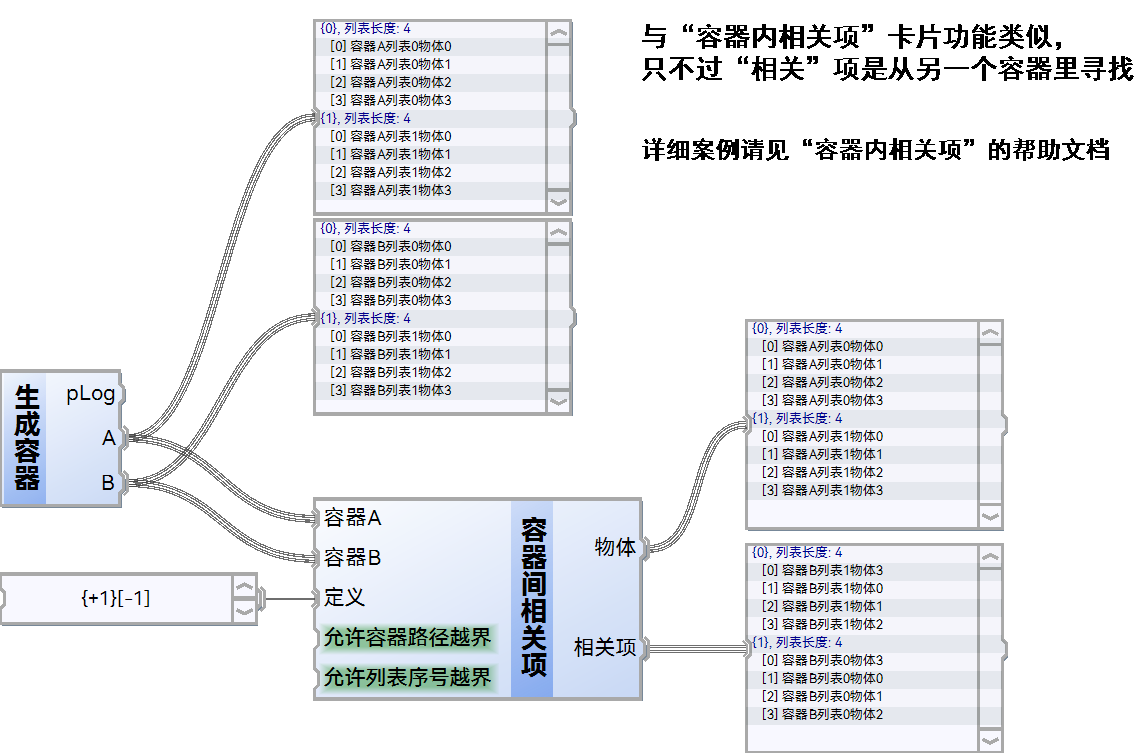 {0}, 列表长度: 4
[0] 容器A列表0物体0
[1] 容器A列表0物体1
[2] 容器A列表0物体2
[3] 容器A列表0物体3
{1}, 列表长度: 4
[0] 容器A列表1物体0
[1] 容器A列表1物体1
[2] 容器A列表1物体2
[3] 容器A列表1物体3
与“容器内相关项”卡片功能类似，
只不过“相关”项是从另一个容器里寻找
详细案例请见“容器内相关项”的帮助文档
{0}, 列表长度: 4
[0] 容器B列表0物体0
[1] 容器B列表0物体1
[2] 容器B列表0物体2
[3] 容器B列表0物体3
{1}, 列表长度: 4
[0] 容器B列表1物体0
[1] 容器B列表1物体1
[2] 容器B列表1物体2
[3] 容器B列表1物体3
生成容器
pLog
A
B
{+1}[-1]
容器A
容器B
定义
允许容器路径越界
允许列表序号越界
容器间相关项
物体
相关项
{0}, 列表长度: 4
[0] 容器A列表0物体0
[1] 容器A列表0物体1
[2] 容器A列表0物体2
[3] 容器A列表0物体3
{1}, 列表长度: 4
[0] 容器A列表1物体0
[1] 容器A列表1物体1
[2] 容器A列表1物体2
[3] 容器A列表1物体3
{0}, 列表长度: 4
[0] 容器B列表1物体3
[1] 容器B列表1物体0
[2] 容器B列表1物体1
[3] 容器B列表1物体2
{1}, 列表长度: 4
[0] 容器B列表0物体3
[1] 容器B列表0物体0
[2] 容器B列表0物体1
[3] 容器B列表0物体2